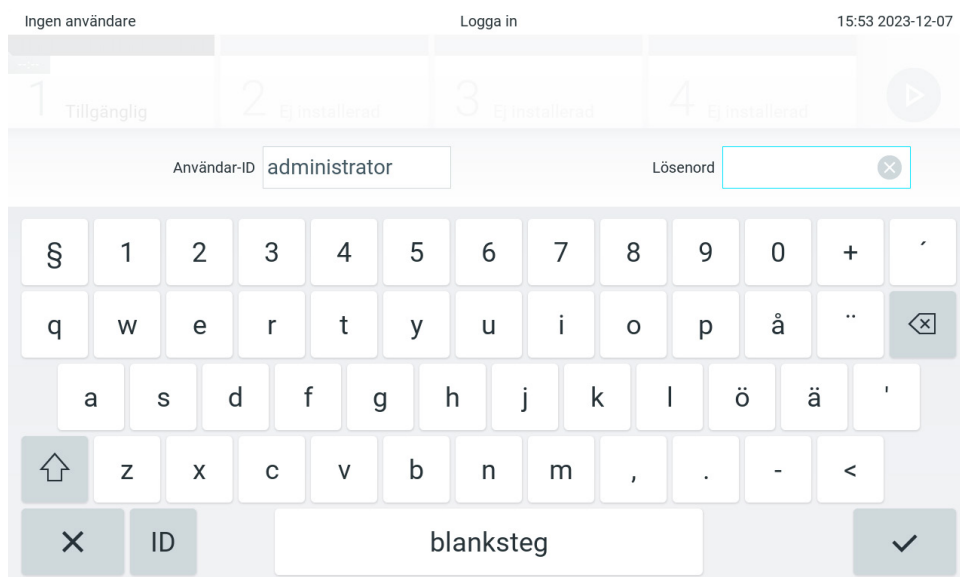 Ingen användare Logga in 15:53 2023-12-07
1 Tillgänglig 2 Ej installerad 3 Ej installerad 4 Ej installerad
Användar-ID administrator Lösenord
§ 1 2 3 4 5 6 7 8 9 0 + ´
q w e r t y u i o p å ¨
a s d f g h j k l ö ä '
z x c v b n m , . - <
ID blanksteg